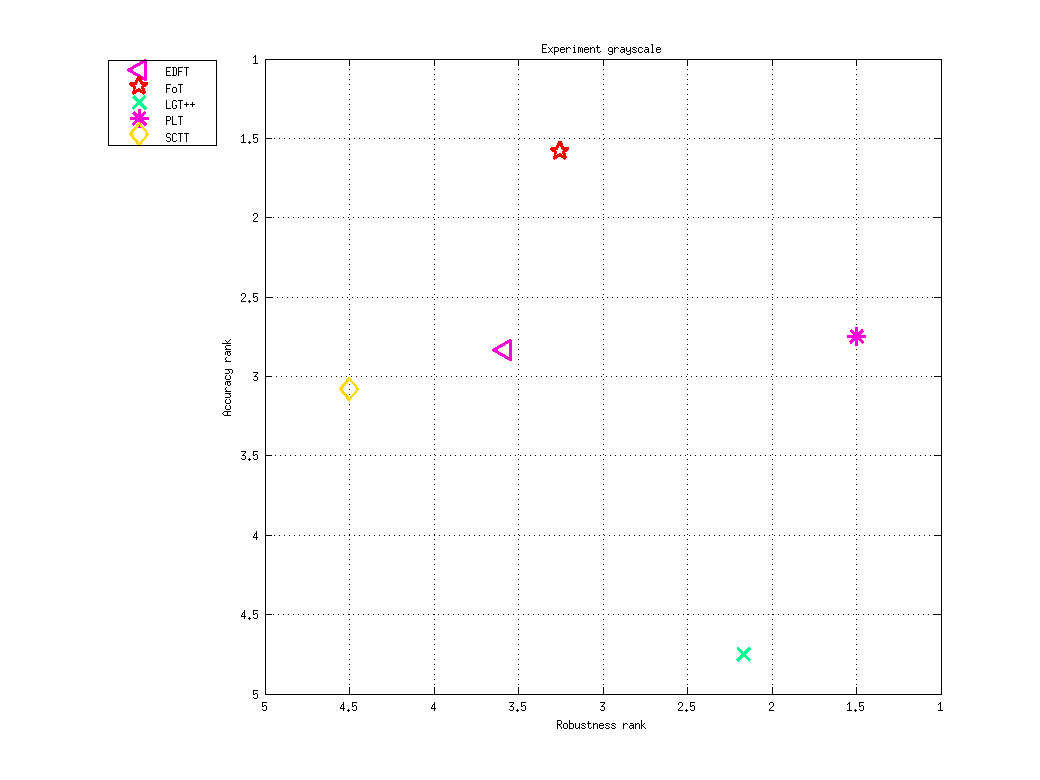 Experiment grayscale
EDFT
FoT
LGT++
PLT
SCTT
1
1.5
2
2.5
3
3.5
4
4.5
5
Accuracy rank
5
4.5
4
3.5
3
2.5
2
1.5
1
Robustness rank